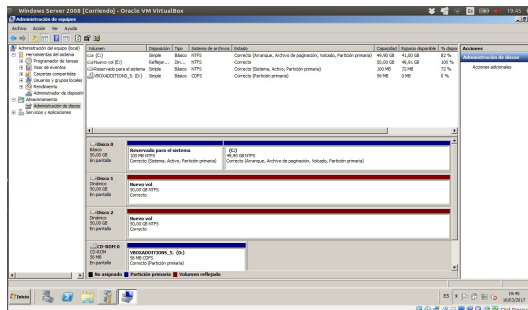 Windows Server 2008 [Corriendo] - Oracle VM VirtualBox
19:45
Administración de equipos
Archivo Acción Ver Ayuda
Administración del equipo (local)
Herramientas del sistema
Programador de tareas
Visor de eventos
Carpetas compartidas
Usuarios y grupos locales
Rendimiento
Administrador de dispositi
Almacenamiento
Administración de discos
Servicios y Aplicaciones
Volumen Disposición Tipo Sistema de archivos Estado Capacidad Espacio disponible % dispon
(C:) Simple Básico NTFS Correcto (Arranque, Archivo de paginación, Volcado, Partición primaria) 49,90 GB 41,00 GB 82 %
Nuevo vol (E:) Reflejar... Din... NTFS Correcto 50,00 GB 49,91 GB 100 %
Reservado para el sistema Simple Básico NTFS Correcto (Sistema, Activo, Partición primaria) 100 MB 72 MB 72 %
VBOXADDITIONS_5. (D:) Simple Básico CDFS Correcto (Partición primaria) 56 MB 0 MB 0 %
Acciones
Administración de discos
Acciones adicionales
Disco 0
Básico
50,00 GB
En pantalla
Reservado para el sistema
100 MB NTFS
Correcto (Sistema, Activo, Partición primaria)
(C:)
49,90 GB NTFS
Correcto (Arranque, Archivo de paginación, Volcado, Partición primaria)
Disco 1
Dinámico
50,00 GB
En pantalla
Nuevo vol
50,00 GB NTFS
Correcto
Disco 2
Dinámico
50,00 GB
En pantalla
Nuevo vol
50,00 GB NTFS
Correcto
CD-ROM 0
CD-ROM
56 MB
En pantalla
VBOXADDITIONS_5. (D:)
56 MB CDFS
Correcto (Partición primaria)
No asignado Partición primaria Volumen reflejado
Inicio
ES
19:45
16/03/2017